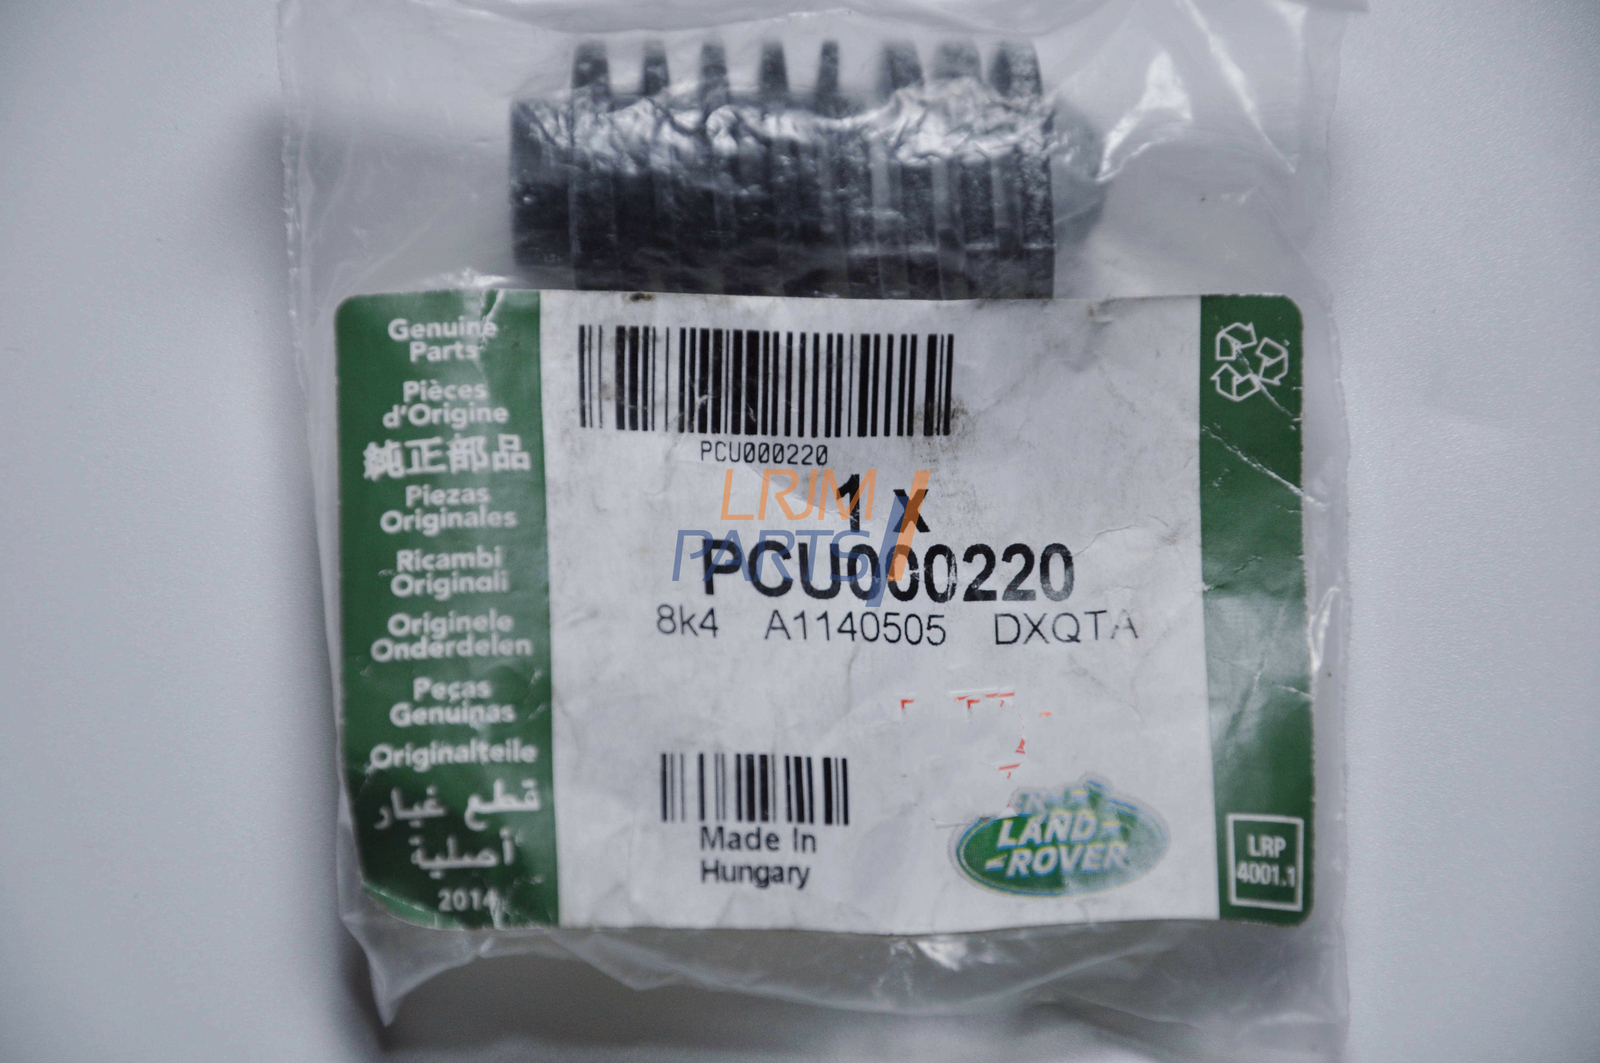 Genuine
Parts
Pièces
d'Origine
純正部品
Piezas
Originales
Ricambi
Originali
Originele
Onderdelen
Peças
Genuinas
Originalteile
قطع غيار
أصلية
2014
PCU000220
1 x
PCU000220
8k4 A1140505 DXQTA
LRJM
PARTS
Made In
Hungary
LAND-
-ROVER
LRP
4001.1